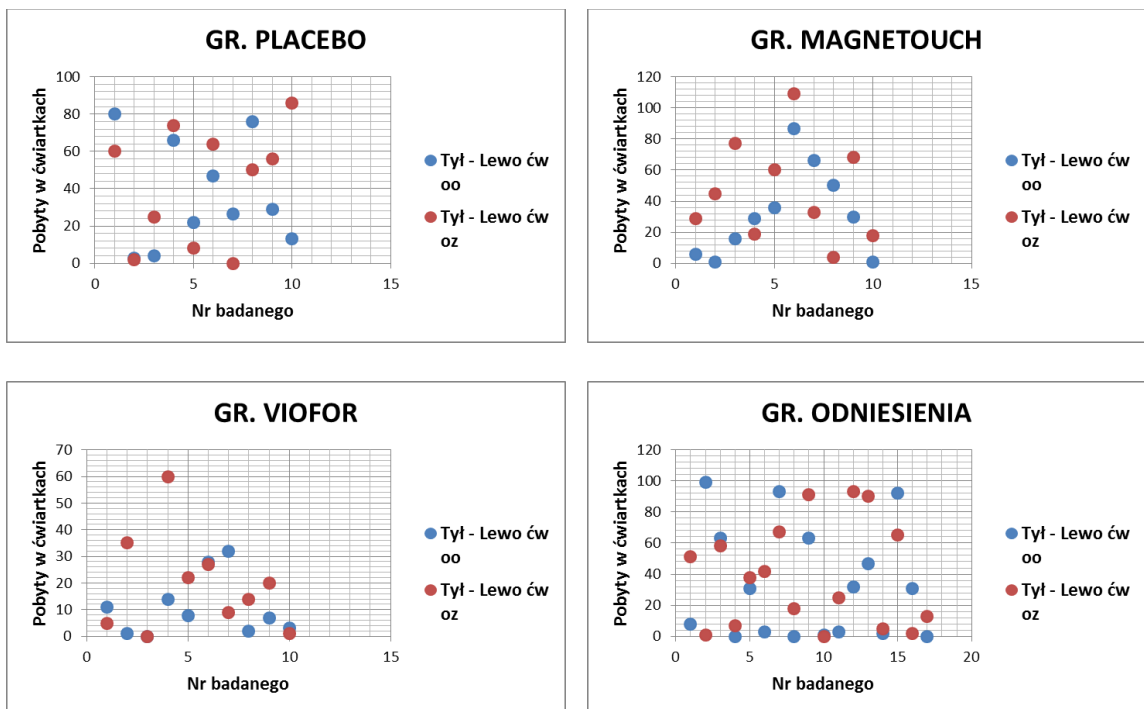 GR. PLACEBO
Pobyty w ćwiartkach
100
80
60
40
20
0
0 5 10 15
Nr badanego
Tył - Lewo ćw
oo
Tył - Lewo ćw
oz
GR. MAGNETOUCH
Pobyty w ćwiartkach
120
100
80
60
40
20
0
0 5 10 15
Nr badanego
Tył - Lewo ćw
oo
Tył - Lewo ćw
oz
GR. VIOFOR
Pobyty w ćwiartkach
70
60
50
40
30
20
10
0
0 5 10 15
Nr badanego
Tył - Lewo ćw
oo
Tył - Lewo ćw
oz
GR. ODNIESIENIA
Pobyty w ćwiartkach
120
100
80
60
40
20
0
0 5 10 15 20
Nr badanego
Tył - Lewo ćw
oo
Tył - Lewo ćw
oz